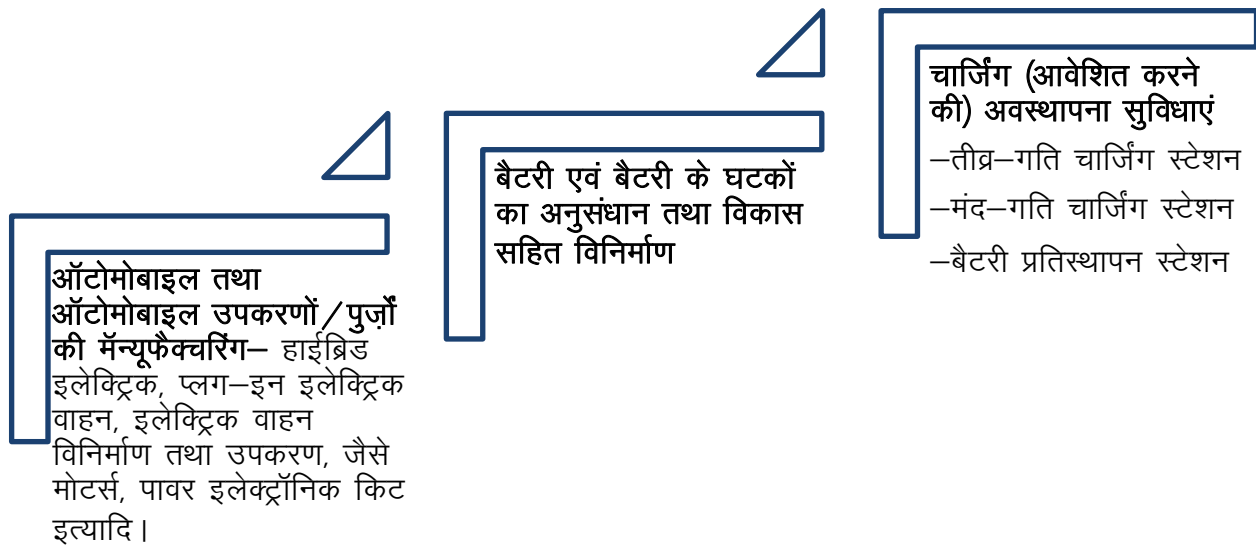 ऑटोमोबाइल तथा
ऑटोमोबाइल उपकरणों/पुर्ज़ों
की मॅन्यूफैक्चरिंग– हाईब्रिड
इलेक्ट्रिक, प्लग–इन इलेक्ट्रिक
वाहन, इलेक्ट्रिक वाहन
विनिर्माण तथा उपकरण, जैसे
मोटर्स, पावर इलेक्ट्रॉनिक किट
इत्यादि।
बैटरी एवं बैटरी के घटकों
का अनुसंधान तथा विकास
सहित विनिर्माण
चार्जिंग (आवेशित करने
की) अवस्थापना सुविधाएं
–तीव्र–गति चार्जिंग स्टेशन
–मंद–गति चार्जिंग स्टेशन
–बैटरी प्रतिस्थापन स्टेशन